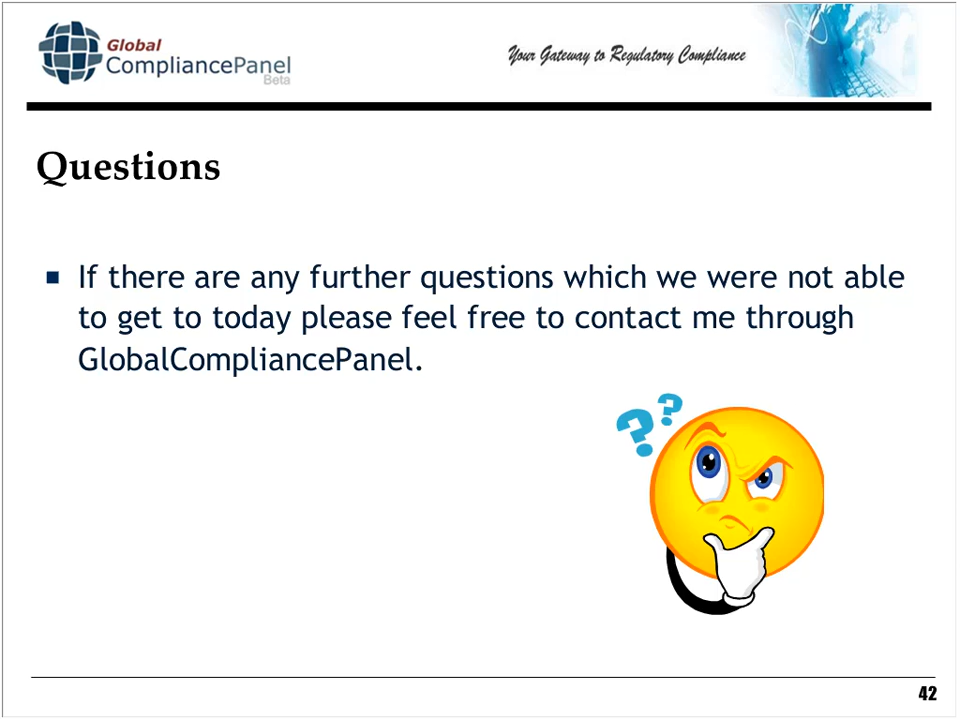 Global
CompliancePanel
Beta
Your Gateway to Regulatory Compliance
Questions
If there are any further questions which we were not able
to get to today please feel free to contact me through
GlobalCompliancePanel.
? ?
42